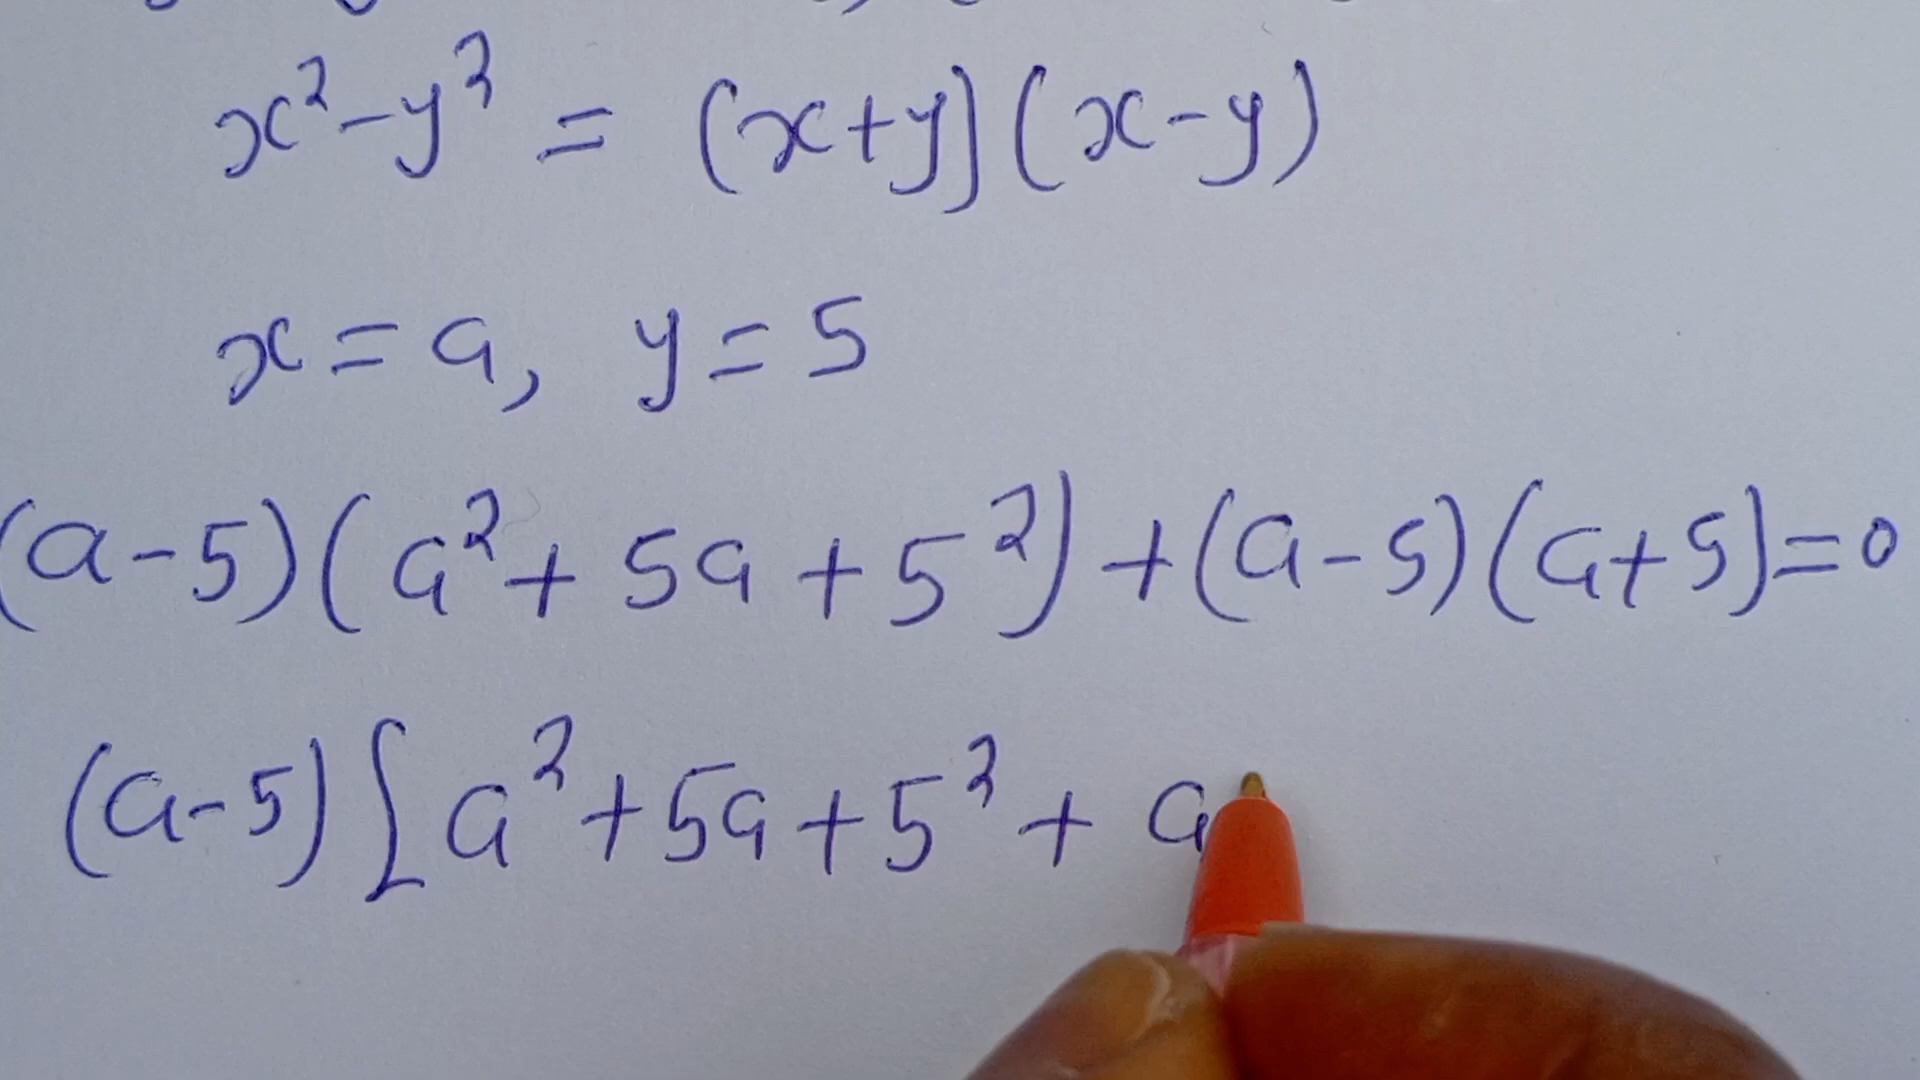 x² - y² = (x+y)(x-y)
x = a, y = 5
(a-5)(a² + 5a + 5²) + (a-5)(a+5) = 0
(a-5)[a² + 5a + 5² + a